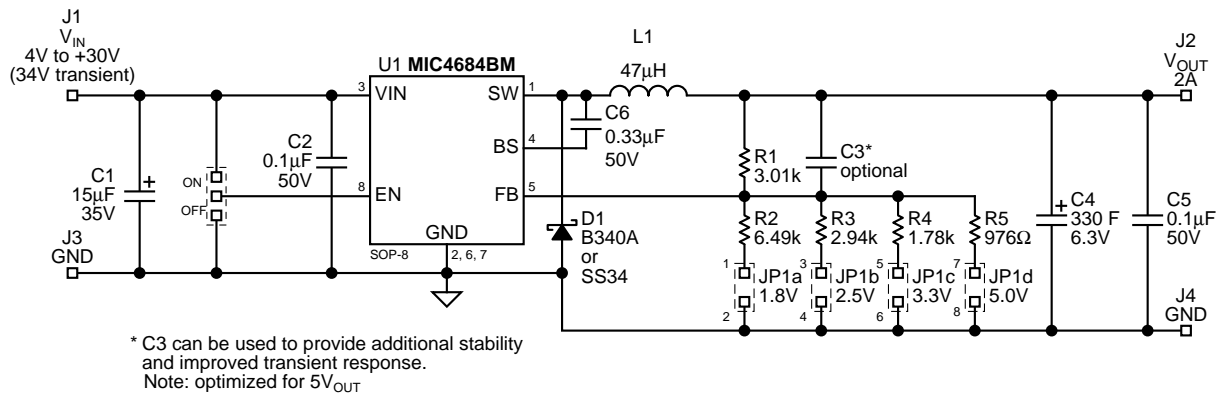 J1
V_IN
4V to +30V
(34V transient)
C1
15µF
35V
+
J3
GND
ON
OFF
C2
0.1µF
50V
U1 MIC4684BM
3 VIN
SW 1
BS 4
8 EN
FB 5
GND
SOP-8
2, 6, 7
L1
47µH
C6
0.33µF
50V
D1
B340A
or
SS34
R1
3.01k
C3*
optional
R2
6.49k
R3
2.94k
R4
1.78k
R5
976Ω
1
JP1a
1.8V
2
3
JP1b
2.5V
4
5
JP1c
3.3V
6
7
JP1d
5.0V
8
+
C4
330 F
6.3V
C5
0.1µF
50V
J2
V_OUT
2A
J4
GND
* C3 can be used to provide additional stability
and improved transient response.
Note: optimized for 5V_OUT